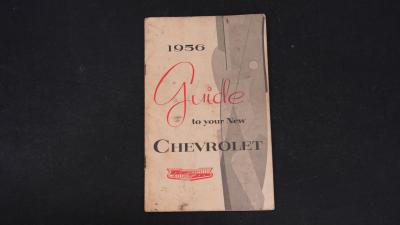 1956
Guide
to your New
CHEVROLET